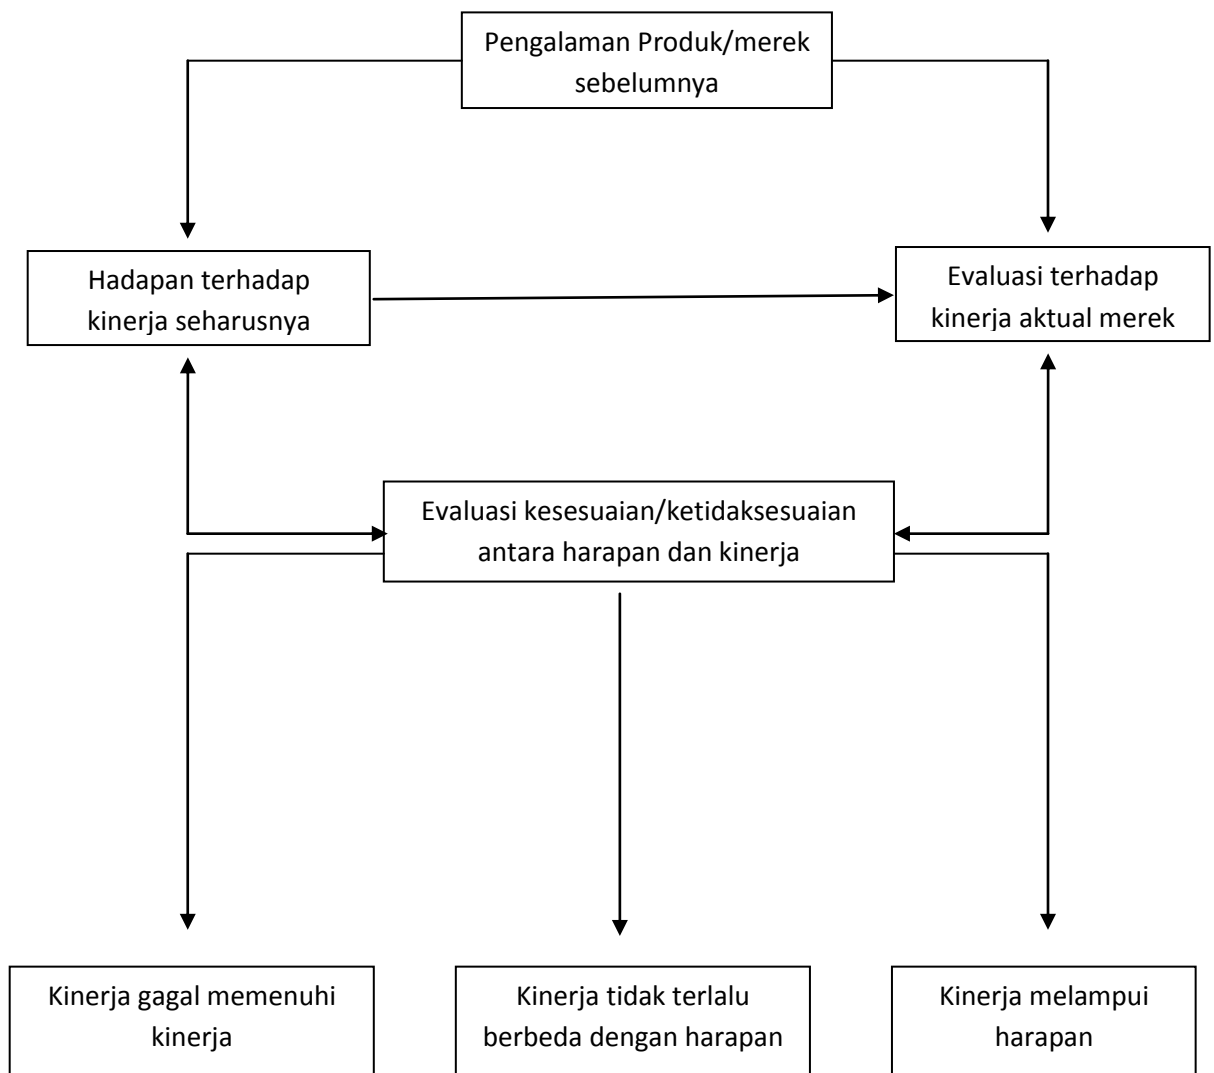 Pengalaman Produk/merek
sebelumnya
Hadapan terhadap
kinerja seharusnya
Evaluasi terhadap
kinerja aktual merek
Evaluasi kesesuaian/ketidaksesuaian
antara harapan dan kinerja
Kinerja gagal memenuhi
kinerja
Kinerja tidak terlalu
berbeda dengan harapan
Kinerja melampui
harapan